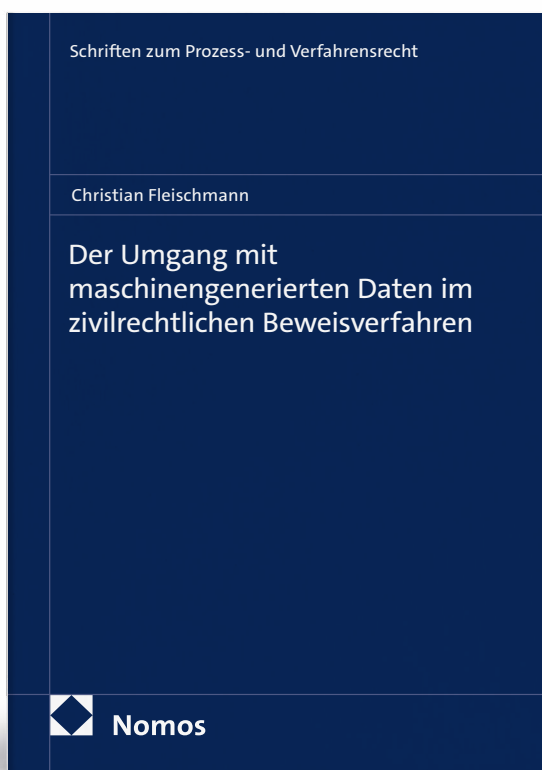 Schriften zum Prozess- und Verfahrensrecht
Christian Fleischmann
Der Umgang mit
maschinengenerierten Daten im
zivilrechtlichen Beweisverfahren
Nomos